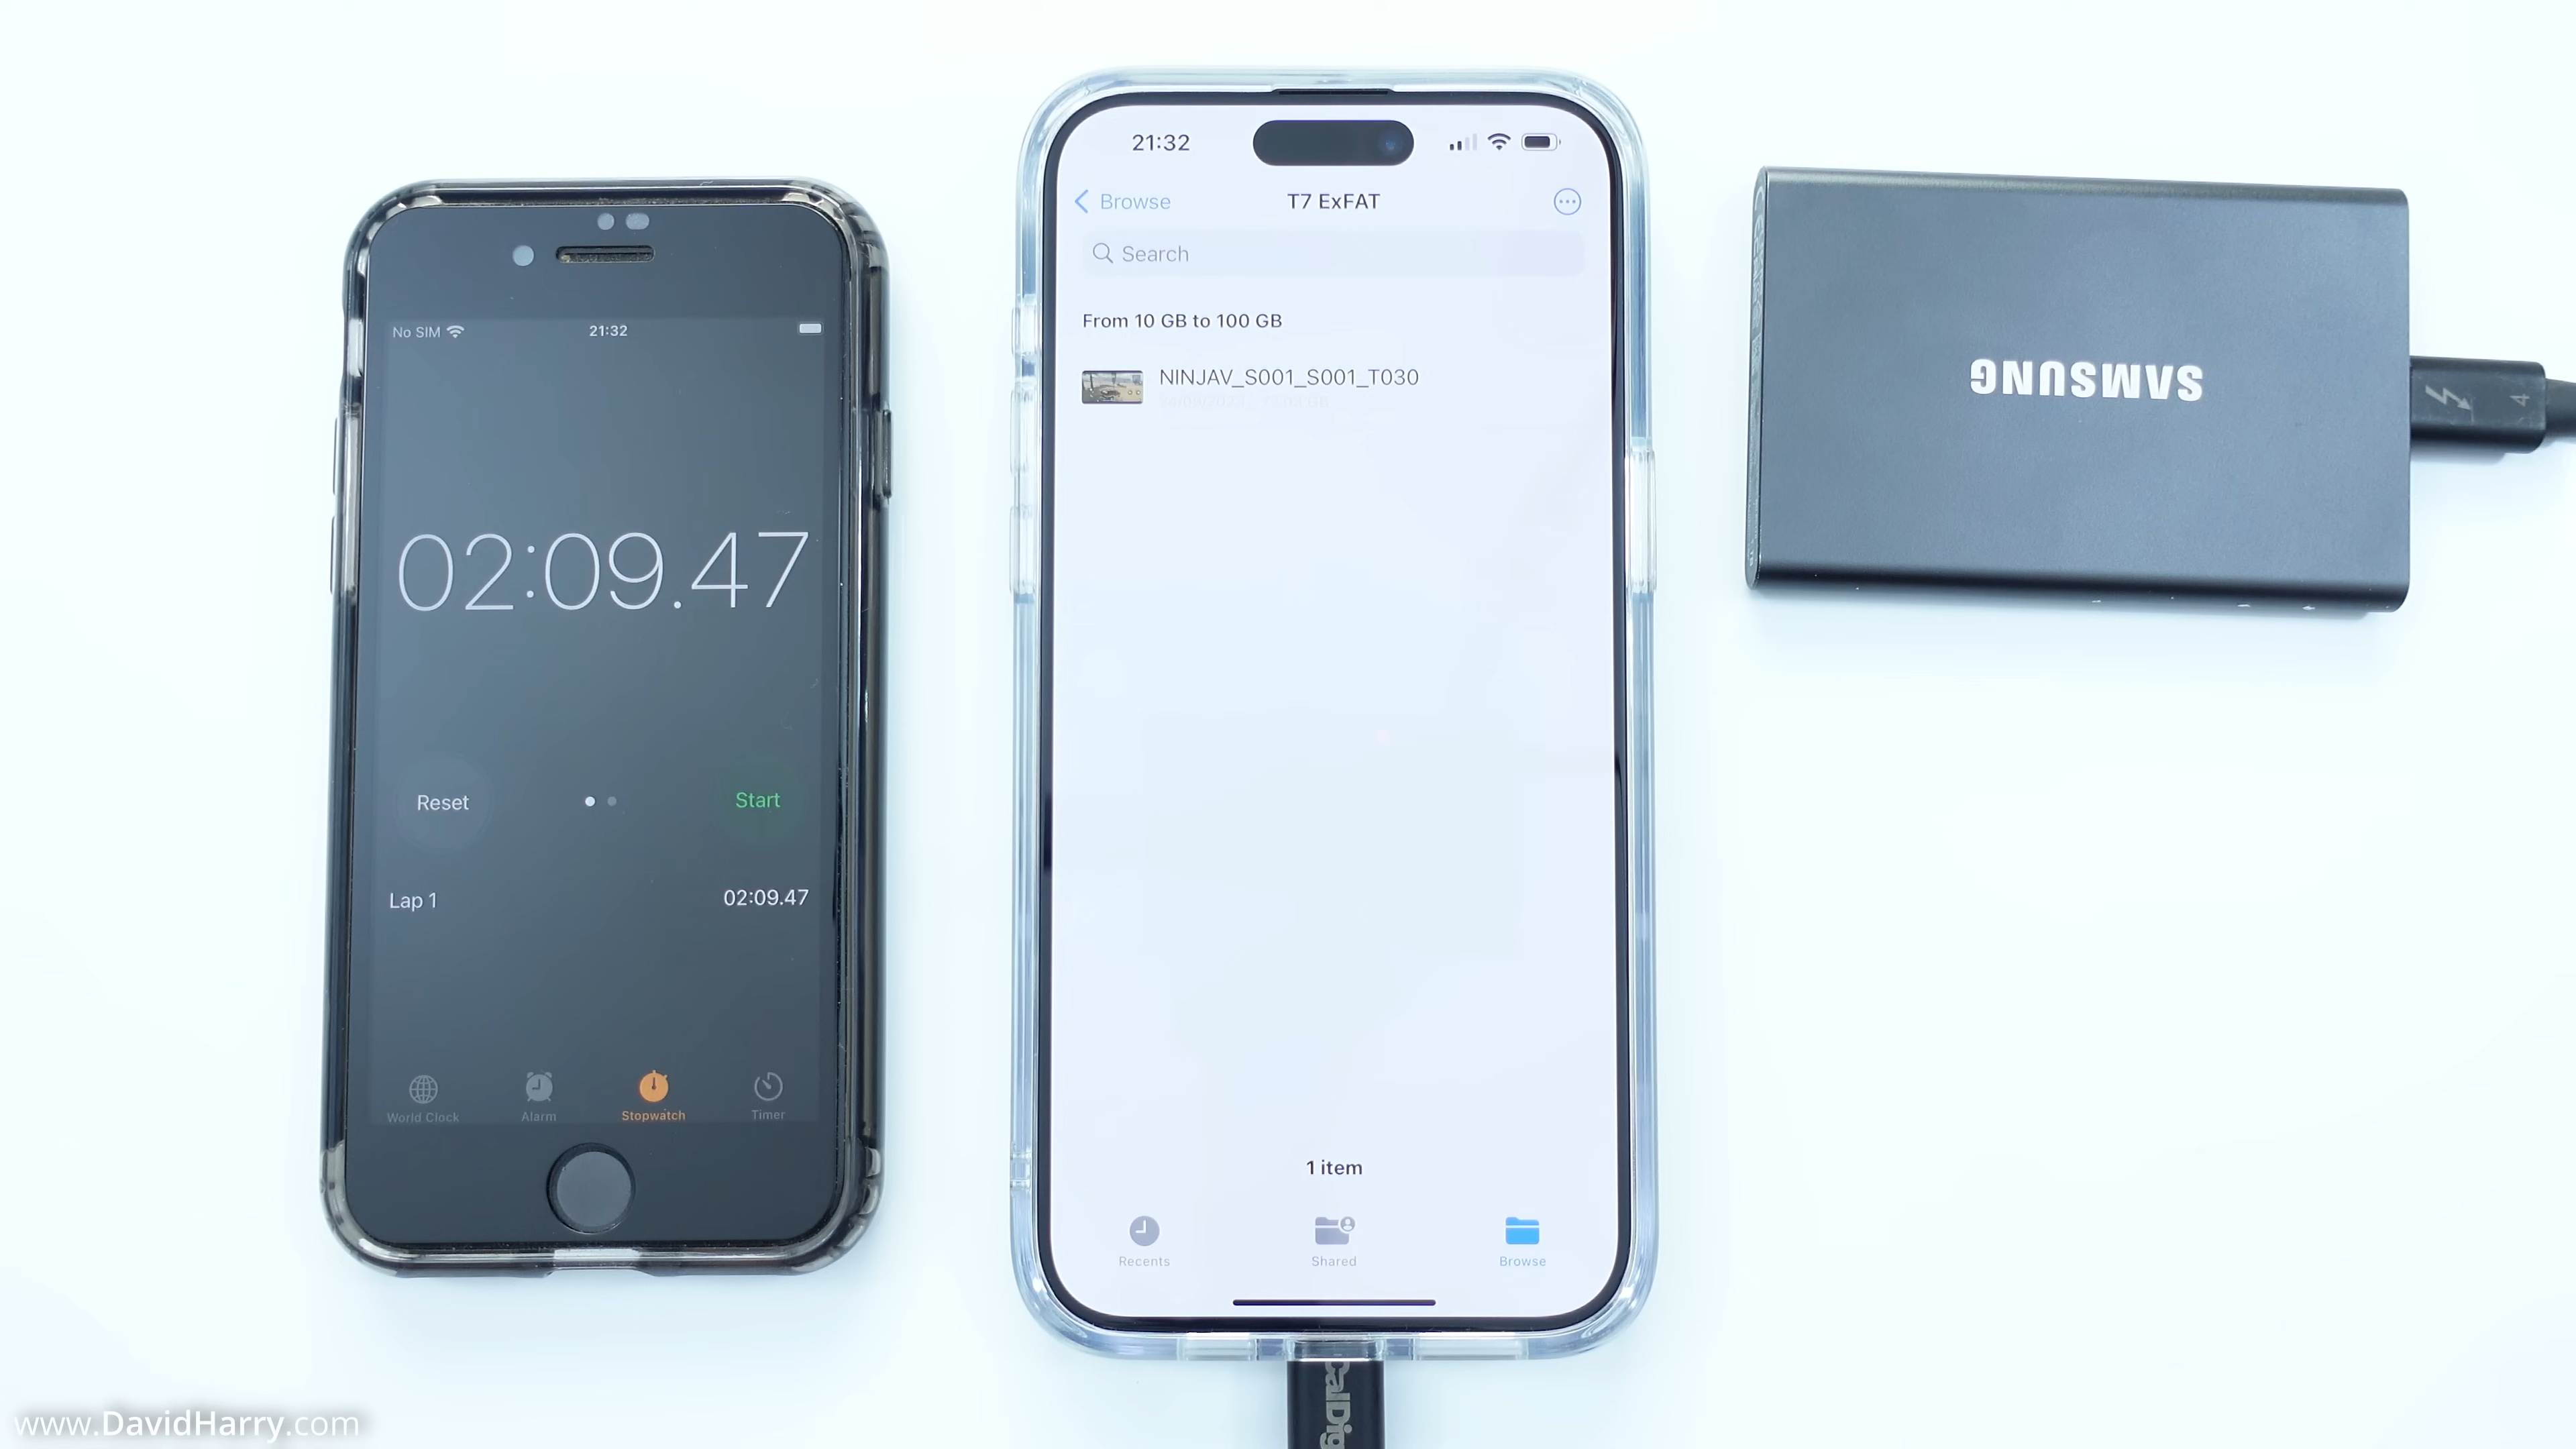 No SIM 21:32
02:09.47
Reset Start
Lap 1 02:09.47
World Clock Alarm Stopwatch Timer
21:32
Browse T7 ExFAT
Search
From 10 GB to 100 GB
NINJAV_S001_S001_T030
1 item
Recents Shared Browse
CalDig
SAMSUNG
4
www.DavidHarry.com